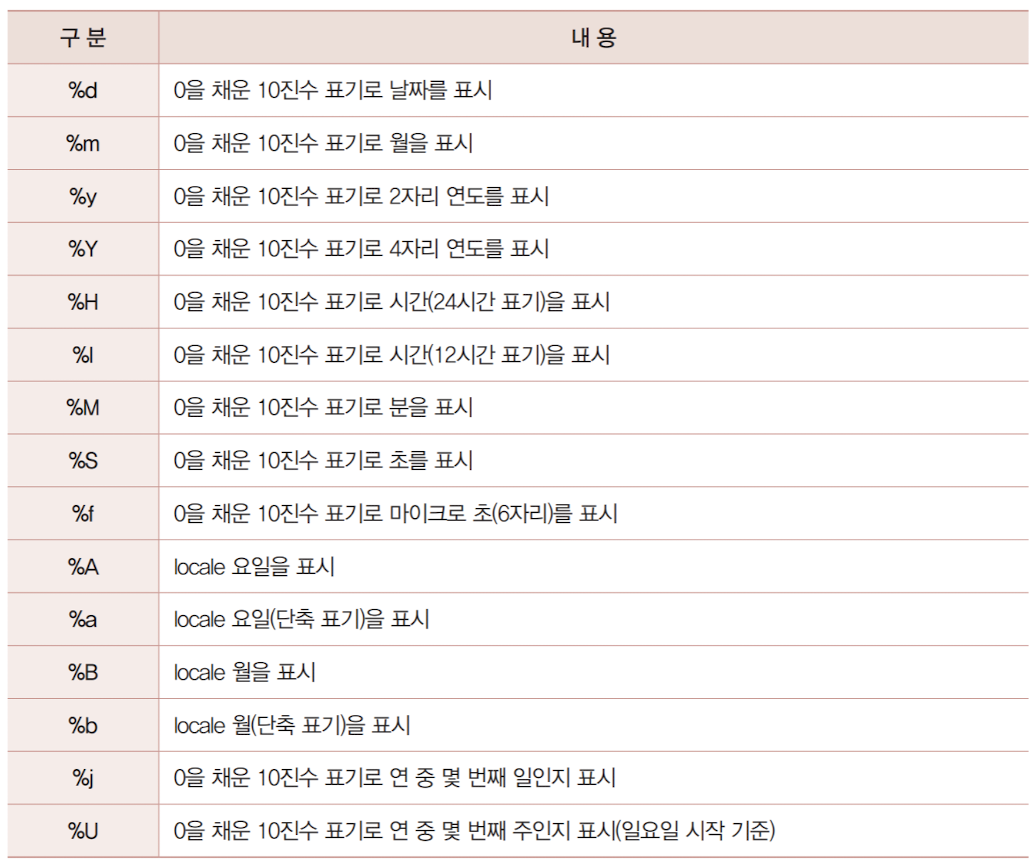 구 분 내 용
%d 0을 채운 10진수 표기로 날짜를 표시
%m 0을 채운 10진수 표기로 월을 표시
%y 0을 채운 10진수 표기로 2자리 연도를 표시
%Y 0을 채운 10진수 표기로 4자리 연도를 표시
%H 0을 채운 10진수 표기로 시간(24시간 표기)을 표시
%I 0을 채운 10진수 표기로 시간(12시간 표기)을 표시
%M 0을 채운 10진수 표기로 분을 표시
%S 0을 채운 10진수 표기로 초를 표시
%f 0을 채운 10진수 표기로 마이크로 초(6자리)를 표시
%A locale 요일을 표시
%a locale 요일(단축 표기)을 표시
%B locale 월을 표시
%b locale 월(단축 표기)을 표시
%j 0을 채운 10진수 표기로 연 중 몇 번째 일인지 표시
%U 0을 채운 10진수 표기로 연 중 몇 번째 주인지 표시(일요일 시작 기준)